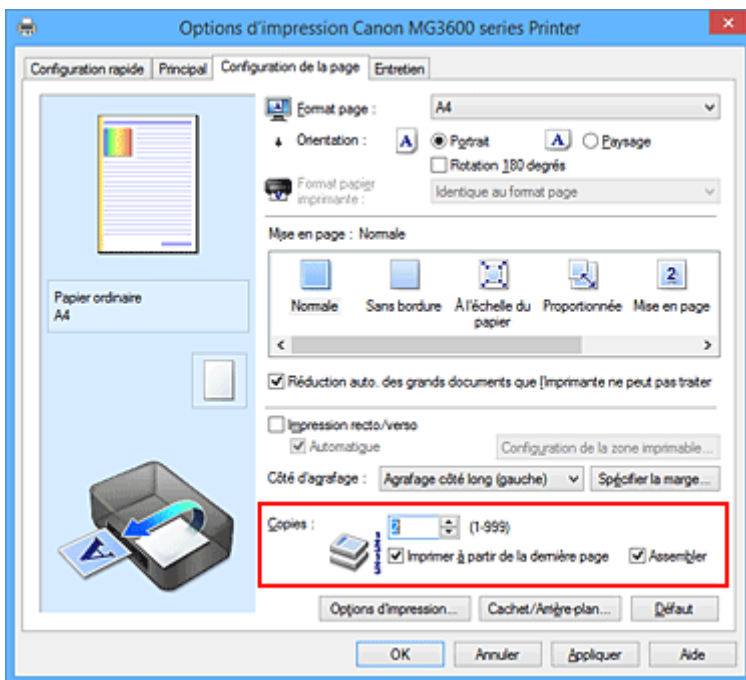 Options d'impression Canon MG3600 series Printer
Configuration rapide Principal Configuration de la page Entretien
Format page : A4
Orientation : A Portrait A Paysage
Rotation 180 degrés
Format papier
imprimante : Identique au format page
Mise en page : Normale
Normale Sans bordure À l'échelle du
papier Proportionnée Mise en page
Papier ordinaire
A4
Réduction auto. des grands documents que l'imprimante ne peut pas traiter
Impression recto/verso
Automatique Configuration de la zone imprimable...
Côté d'agrafage : Agrafage côté long (gauche) Spécifier la marge...
Copies : 2 (1-999)
Imprimer à partir de la dernière page Assembler
Options d'impression... Cachet/Arrière-plan... Défaut
OK Annuler Appliquer Aide